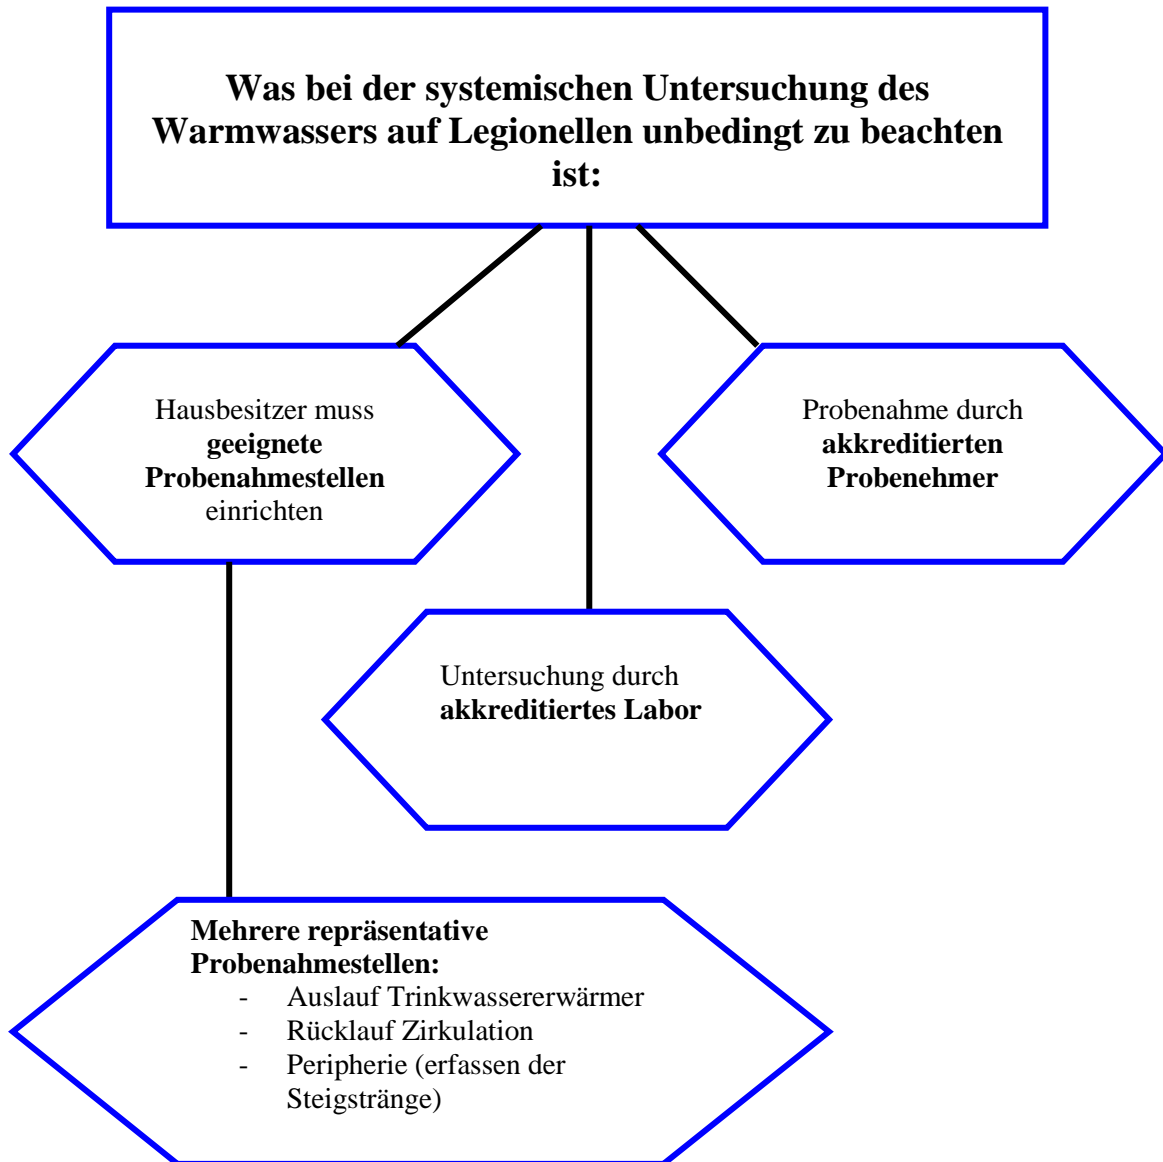 Was bei der systemischen Untersuchung des
Warmwassers auf Legionellen unbedingt zu beachten
ist:
Hausbesitzer muss
geeignete
Probenahmestellen
einrichten
Probenahme durch
akkreditierten
Probenehmer
Untersuchung durch
akkreditiertes Labor
Mehrere repräsentative
Probenahmestellen:
- Auslauf Trinkwassererwärmer
- Rücklauf Zirkulation
- Peripherie (erfassen der
Steigstränge)